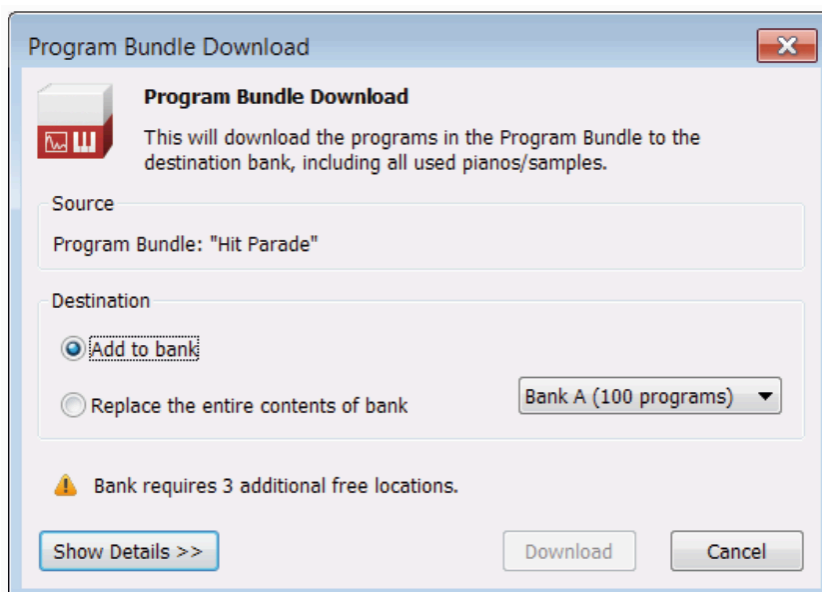 Program Bundle Download
Program Bundle Download
This will download the programs in the Program Bundle to the
destination bank, including all used pianos/samples.
Source
Program Bundle: "Hit Parade"
Destination
Add to bank
Replace the entire contents of bank
Bank A (100 programs)
Bank requires 3 additional free locations.
Show Details >>
Download
Cancel